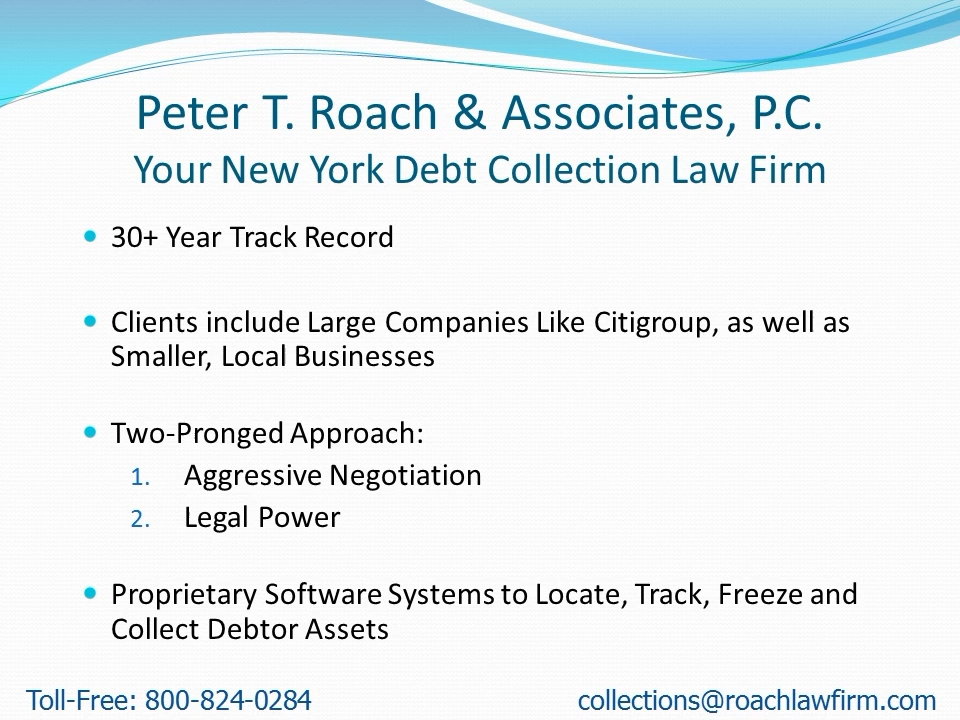 Peter T. Roach & Associates, P.C.
Your New York Debt Collection Law Firm
• 30+ Year Track Record
• Clients include Large Companies Like Citigroup, as well as
Smaller, Local Businesses
• Two-Pronged Approach:
1. Aggressive Negotiation
2. Legal Power
• Proprietary Software Systems to Locate, Track, Freeze and
Collect Debtor Assets
Toll-Free: 800-824-0284
collections@roachlawfirm.com